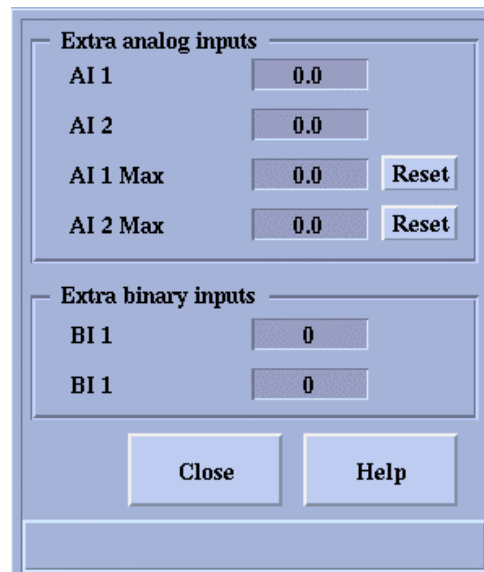 Extra analog inputs
AI 1 0.0
AI 2 0.0
AI 1 Max 0.0 Reset
AI 2 Max 0.0 Reset
Extra binary inputs
BI 1 0
BI 1 0
Close Help